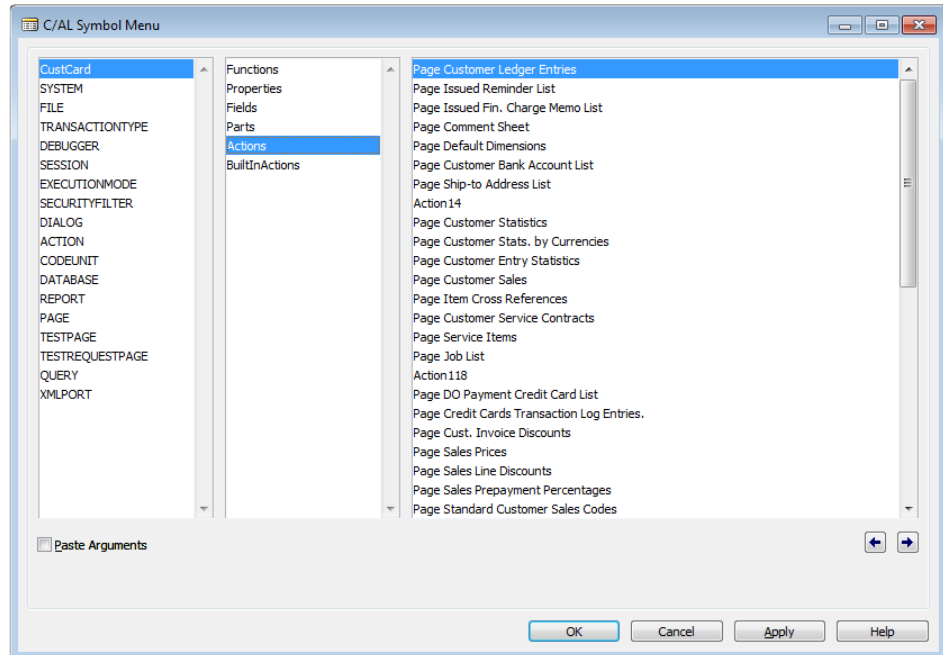 C/AL Symbol Menu
CustCard
SYSTEM
FILE
TRANSACTIONTYPE
DEBUGGER
SESSION
EXECUTIONMODE
SECURITYFILTER
DIALOG
ACTION
CODEUNIT
DATABASE
REPORT
PAGE
TESTPAGE
TESTREQUESTPAGE
QUERY
XMLPORT
Functions
Properties
Fields
Parts
Actions
BuiltInActions
Page Customer Ledger Entries
Page Issued Reminder List
Page Issued Fin. Charge Memo List
Page Comment Sheet
Page Default Dimensions
Page Customer Bank Account List
Page Ship-to Address List
Action14
Page Customer Statistics
Page Customer Stats. by Currencies
Page Customer Entry Statistics
Page Customer Sales
Page Item Cross References
Page Customer Service Contracts
Page Service Items
Page Job List
Action118
Page DO Payment Credit Card List
Page Credit Cards Transaction Log Entries.
Page Cust. Invoice Discounts
Page Sales Prices
Page Sales Line Discounts
Page Sales Prepayment Percentages
Page Standard Customer Sales Codes
Paste Arguments
OK
Cancel
Apply
Help